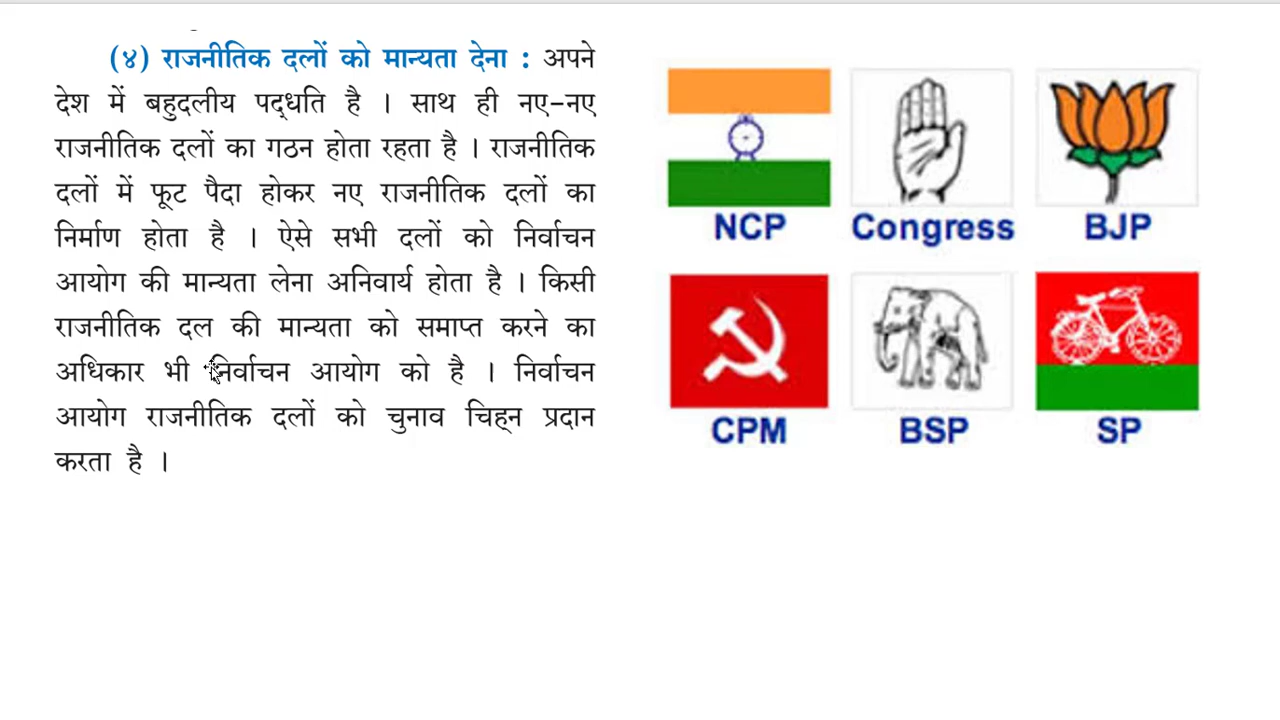 (४) राजनीतिक दलों को मान्यता देना : अपने
देश में बहुदलीय पद्धति है । साथ ही नए-नए
राजनीतिक दलों का गठन होता रहता है । राजनीतिक
दलों में फूट पैदा होकर नए राजनीतिक दलों का
निर्माण होता है । ऐसे सभी दलों को निर्वाचन
आयोग की मान्यता लेना अनिवार्य होता है । किसी
राजनीतिक दल की मान्यता को समाप्त करने का
अधिकार भी निर्वाचन आयोग को है । निर्वाचन
आयोग राजनीतिक दलों को चुनाव चिह्न प्रदान
करता है ।
NCP Congress BJP
CPM BSP SP